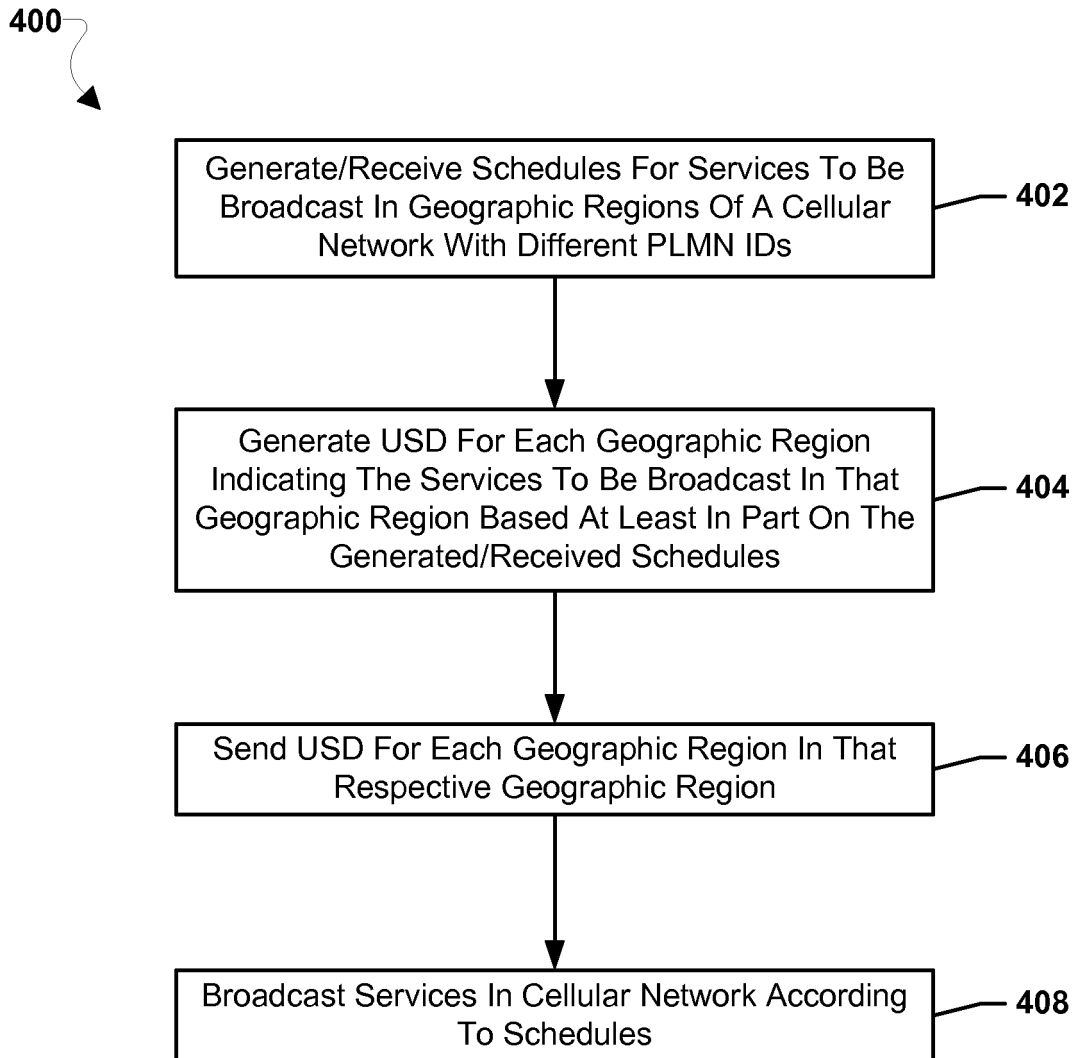 400
Generate/Receive Schedules For Services To Be
Broadcast In Geographic Regions Of A Cellular
Network With Different PLMN IDs
402
Generate USD For Each Geographic Region
Indicating The Services To Be Broadcast In That
Geographic Region Based At Least In Part On The
Generated/Received Schedules
404
Send USD For Each Geographic Region In That
Respective Geographic Region
406
Broadcast Services In Cellular Network According
To Schedules
408